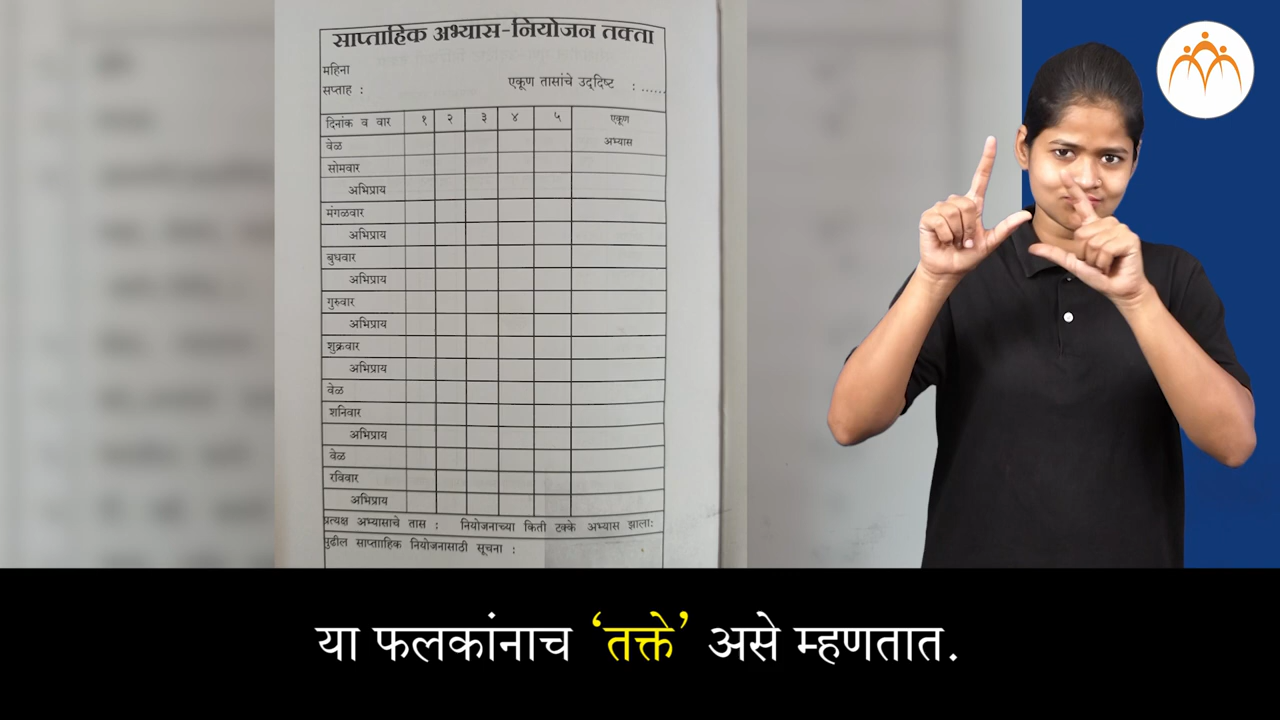 साप्ताहिक अभ्यास-नियोजन तक्ता
महिना
सप्ताह : एकूण तासांचे उद्‌दिष्ट : ......
दिनांक व वार १ २ ३ ४ ५ एकूण
वेळ अभ्यास
सोमवार
अभिप्राय
मंगळवार
अभिप्राय
बुधवार
अभिप्राय
गुरुवार
अभिप्राय
शुक्रवार
अभिप्राय
वेळ
शनिवार
अभिप्राय
वेळ
रविवार
अभिप्राय
प्रत्यक्ष अभ्यासाचे तास : नियोजनाच्या किती टक्के अभ्यास झाला:
पुढील साप्ताहिक नियोजनासाठी सूचना :
या फलकांनाच ‘तक्ते’ असे म्हणतात.